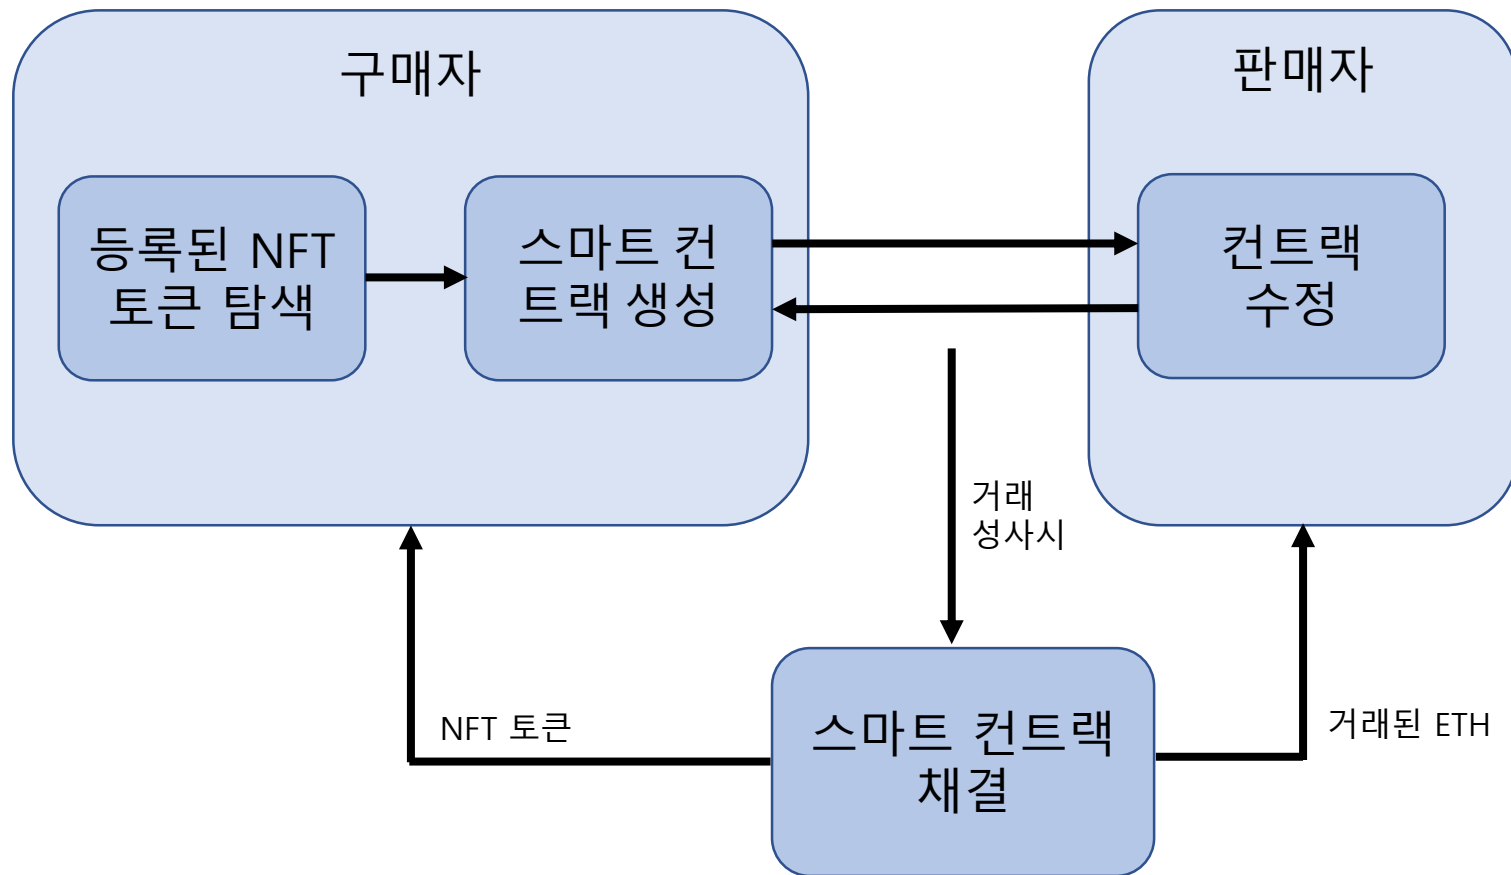 구매자
판매자
등록된 NFT
토큰 탐색
스마트 컨
트랙 생성
컨트랙
수정
거래
성사시
NFT 토큰
스마트 컨트랙
채결
거래된 ETH